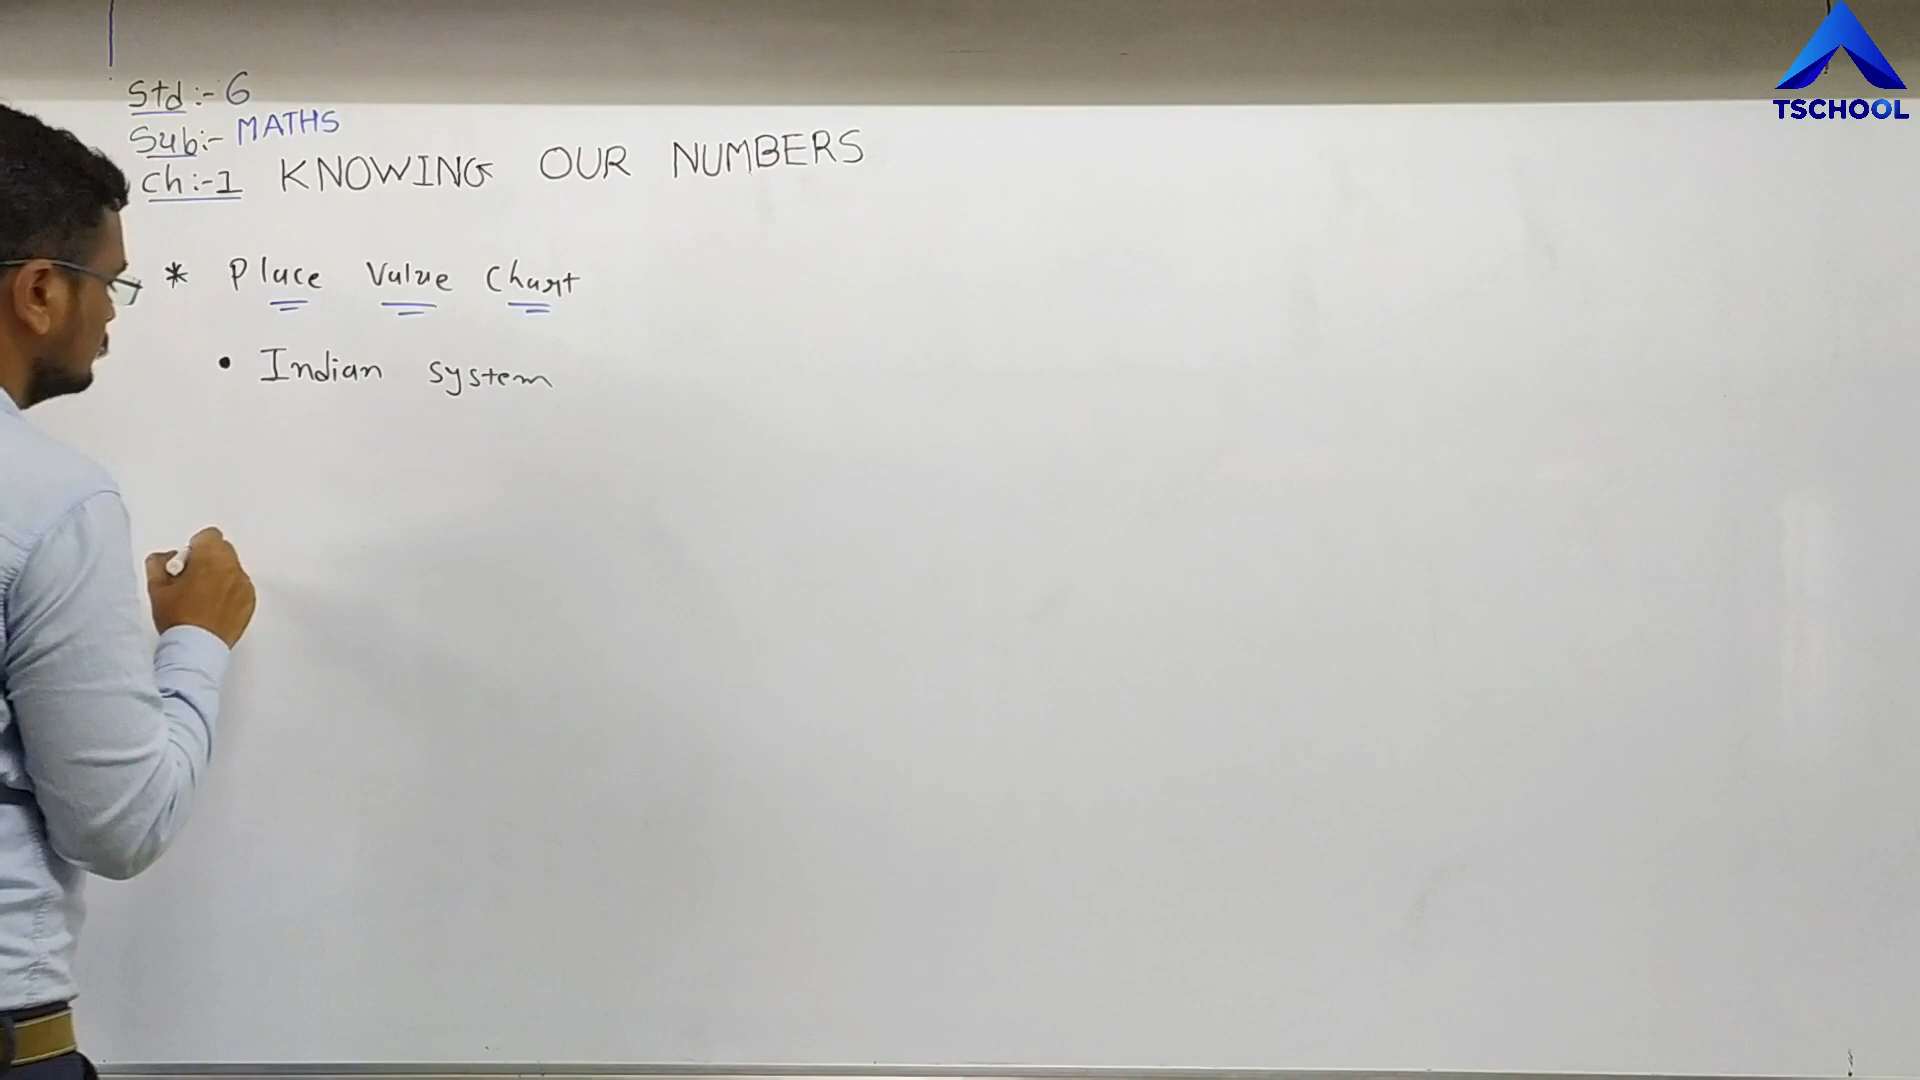 Std:- 6
Sub:- MATHS
Ch:-1 KNOWING OUR NUMBERS
* Place Value Chart
• Indian system
TSCHOOL